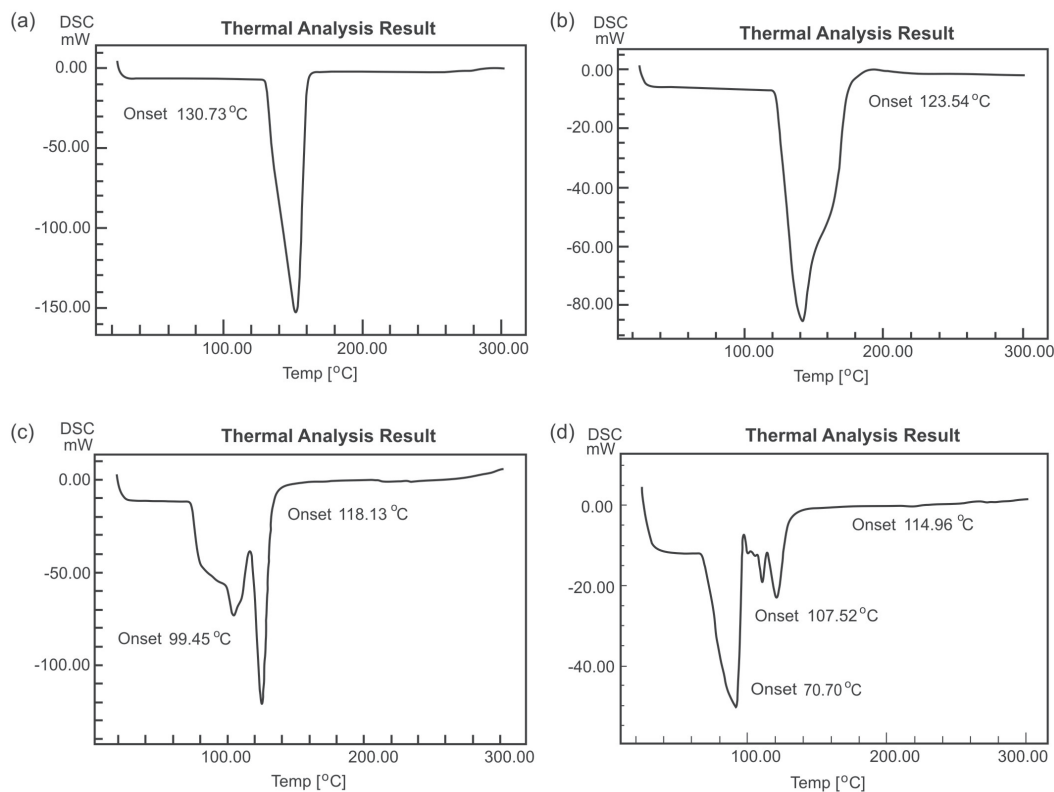 (a)
DSC
mW
Thermal Analysis Result
0.00
-50.00
-100.00
-150.00
Onset 130.73 °C
100.00 200.00 300.00
Temp [°C]
(b)
DSC
mW
Thermal Analysis Result
0.00
-20.00
-40.00
-60.00
-80.00
Onset 123.54 °C
100.00 200.00 300.00
Temp [°C]
(c)
DSC
mW
Thermal Analysis Result
0.00
-50.00
-100.00
Onset 118.13 °C
Onset 99.45 °C
100.00 200.00 300.00
Temp [°C]
(d)
DSC
mW
Thermal Analysis Result
0.00
-20.00
-40.00
Onset 114.96 °C
Onset 107.52 °C
Onset 70.70 °C
100.00 200.00 300.00
Temp [°C]